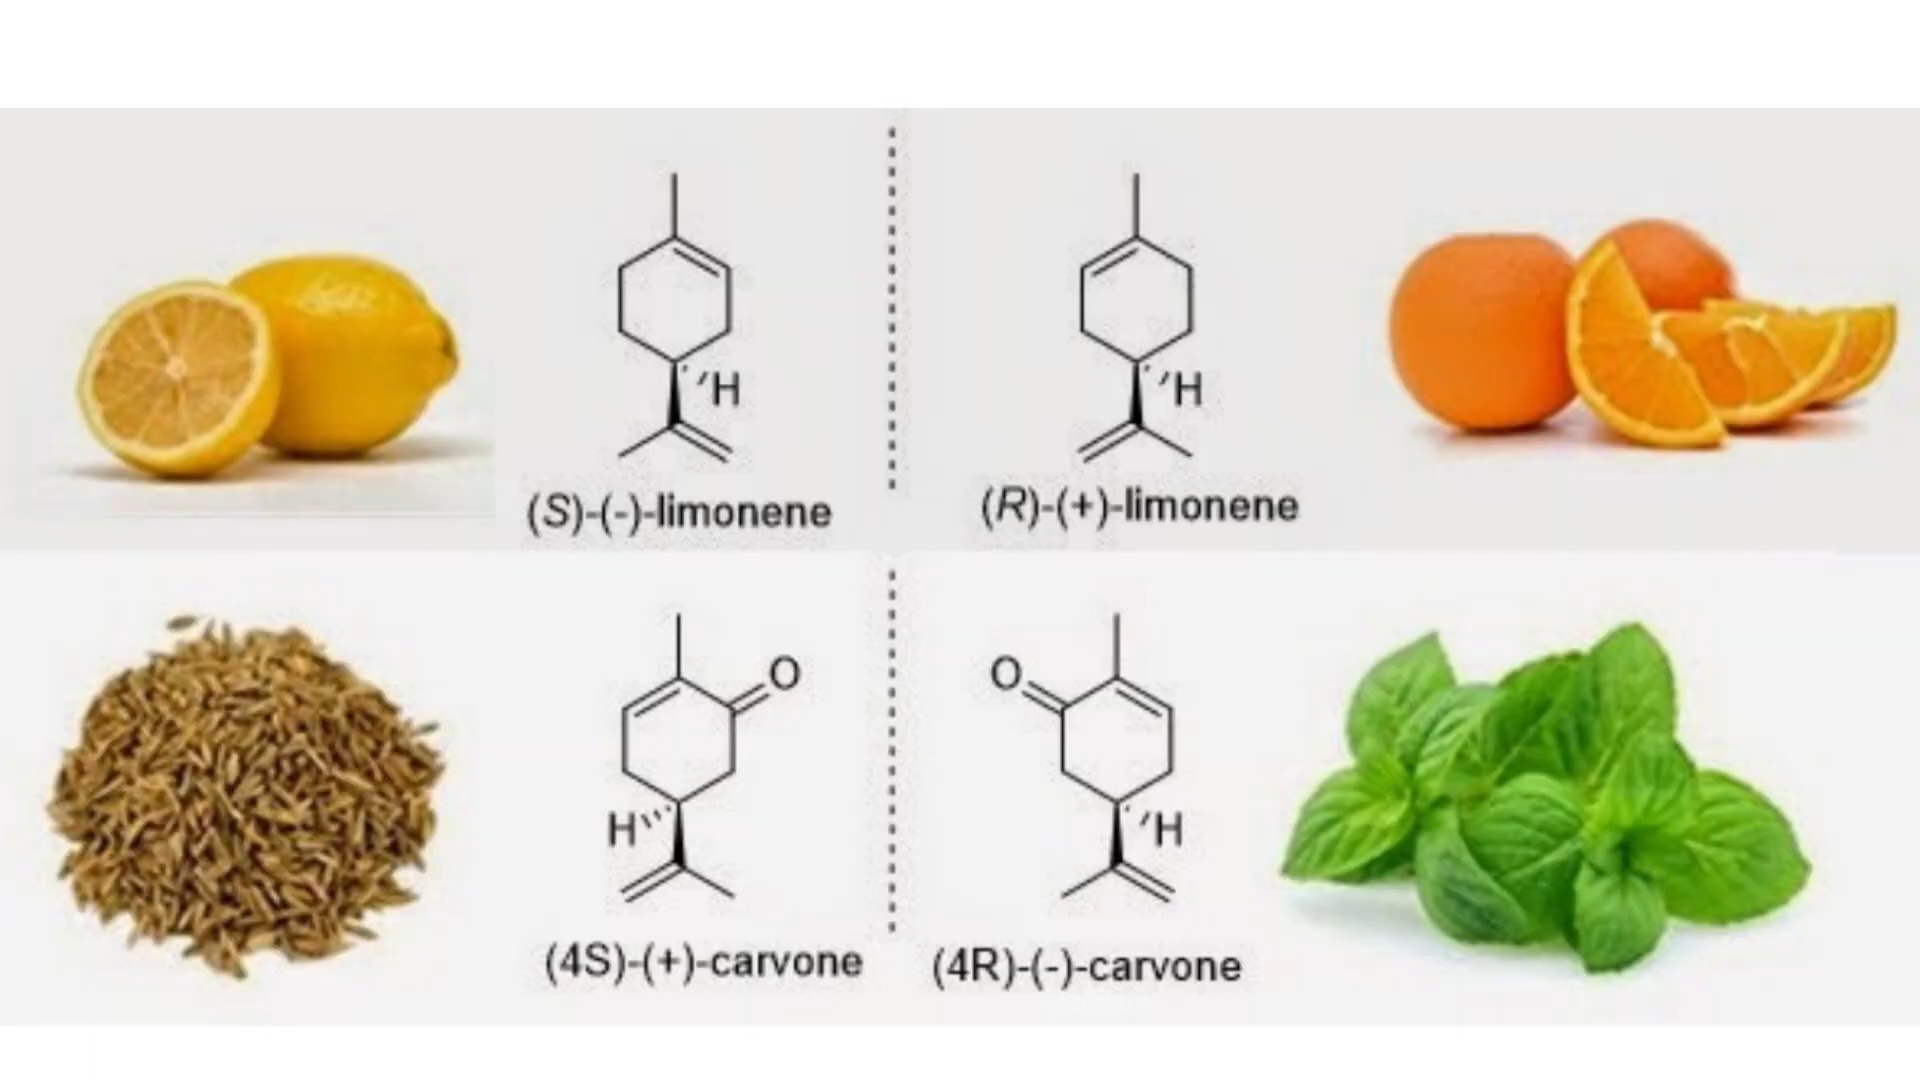 H
H
(S)-(-)-limonene
(R)-(+)-limonene
O
O
H
H
(4S)-(+)-carvone
(4R)-(-)-carvone